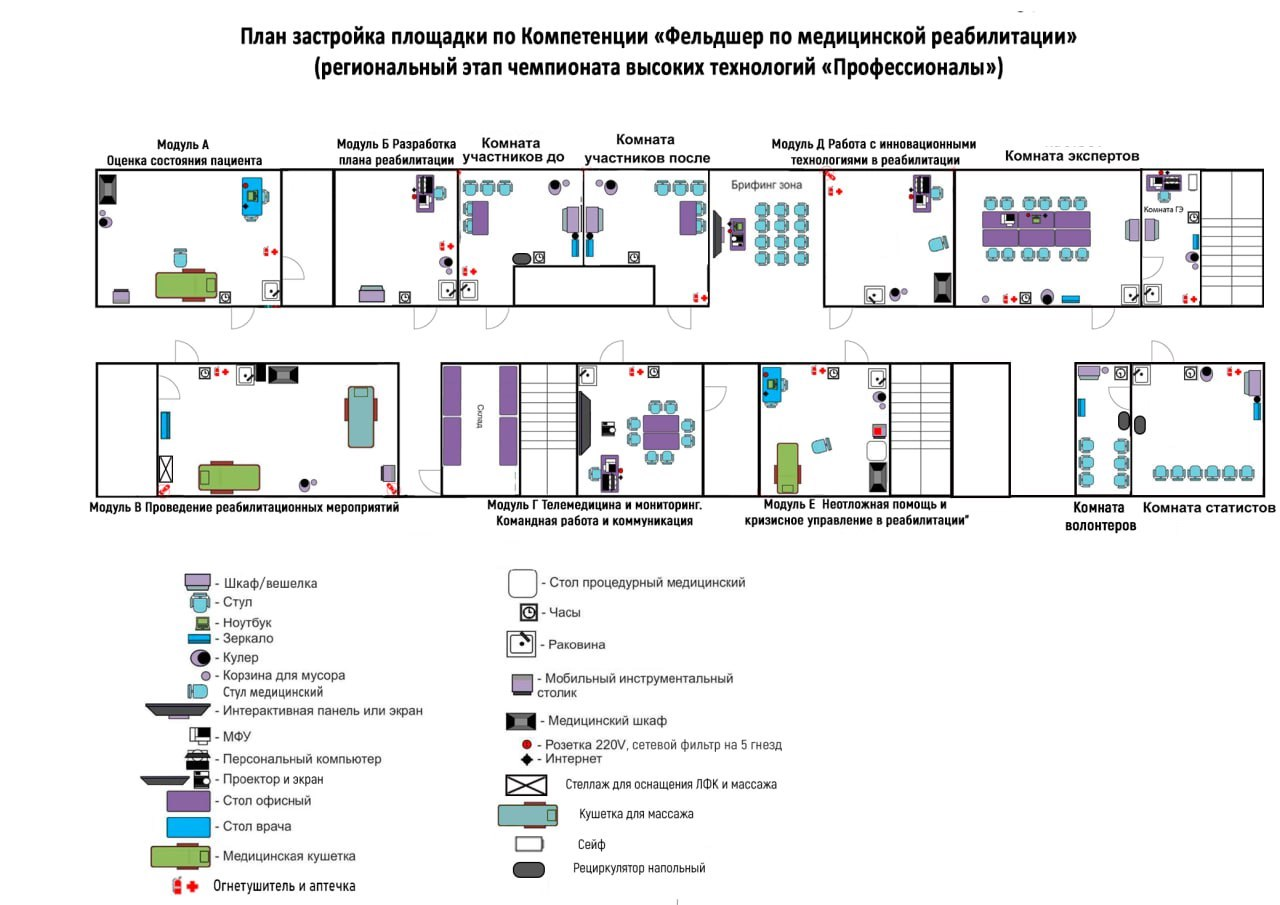 План застройка площадки по Компетенции «Фельдшер по медицинской реабилитации»
(региональный этап чемпионата высоких технологий «Профессионалы»)
Модуль А
Оценка состояния пациента
Модуль Б Разработка
плана реабилитации
Комната
участников до
Комната
участников после
Модуль Д Работа с инновационными
технологиями в реабилитации
Комната экспертов
Брифинг зона
Комната ГЭ
Склад
Модуль В Проведение реабилитационных мероприятий
Модуль Г Телемедицина и мониторинг.
Командная работа и коммуникация
Модуль Е Неотложная помощь и
кризисное управление в реабилитации"
Комната
волонтеров
Комната статистов
- Шкаф/вешелка
- Стул
- Ноутбук
- Зеркало
- Кулер
- Корзина для мусора
Стул медицинский
- Интерактивная панель или экран
- МФУ
- Персональный компьютер
- Проектор и экран
- Стол офисный
- Стол врача
- Медицинская кушетка
Огнетушитель и аптечка
- Стол процедурный медицинский
- Часы
- Раковина
- Мобильный инструментальный
столик
- Медицинский шкаф
- Розетка 220V, сетевой фильтр на 5 гнезд
- Интернет
Стеллаж для оснащения ЛФК и массажа
Кушетка для массажа
Сейф
Рециркулятор напольный